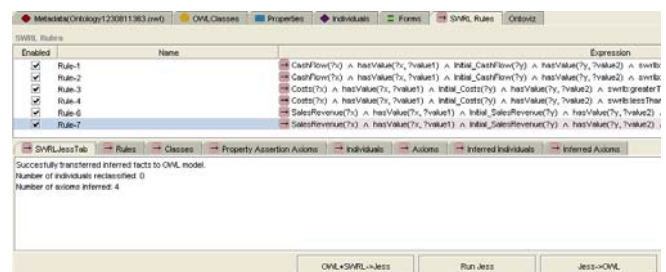 Metadata(Ontology1230811383.owl) OWLClasses Properties Individuals Forms SWRL Rules Ontoviz
SWRL Rules
Enabled Name Expression
Rule-1 CashFlow(?x) ∧ hasValue(?x, ?value1) ∧ Initial_CashFlow(?y) ∧ hasValue(?y, ?value2) ∧ swrlb:
Rule-2 CashFlow(?x) ∧ hasValue(?x, ?value1) ∧ Initial_CashFlow(?y) ∧ hasValue(?y, ?value2) ∧ swrlb:
Rule-3 Costs(?x) ∧ hasValue(?x, ?value1) ∧ Initial_Costs(?y) ∧ hasValue(?y, ?value2) ∧ swrlb:greaterT
Rule-4 Costs(?x) ∧ hasValue(?x, ?value1) ∧ Initial_Costs(?y) ∧ hasValue(?y, ?value2) ∧ swrlb:lessThan
Rule-6 SalesRevenue(?x) ∧ hasValue(?x, ?value1) ∧ Initial_SalesRevenue(?y) ∧ hasValue(?y, ?value2) ∧
Rule-7 SalesRevenue(?x) ∧ hasValue(?x, ?value1) ∧ Initial_SalesRevenue(?y) ∧ hasValue(?y, ?value2) ∧
SWRLJessTab Rules Classes Property Assertion Axioms Individuals Axioms Inferred Individuals Inferred Axioms
Succesfully transferred inferred facts to OWL model.
Number of individuals reclassified: 0
Number of axioms inferred: 4
OWL+SWRL->Jess Run Jess Jess->OWL